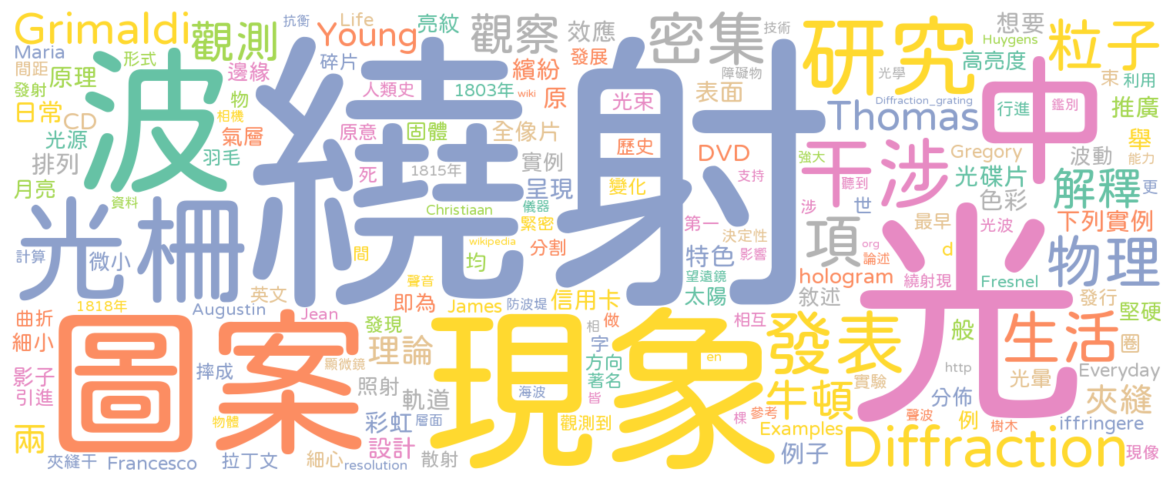 Grimaldi
Young
Life
抗衡
亮紋
觀察
效應
密集
技術
研究
想要
Huygens
粒子
Maria
觀測
間距
形式
原理
邊緣
碎片
繽紛
發展
障礙物
光學
高亮度
束
利用
發射
物
人類史
1803年
wiki
原
光束
表面
Diffraction_grating
行進
鑑別
推廣
日常
CD
相機
波
繞射
中
Thomas
光源
氣層
原意
固體
全像片
歷史
干涉
強大
Gregory
波動
舉
能力
排列
羽毛
死
1815年
實例
DVD
支持
聽到
光碟片
解釋
更
月亮
資料
呈現
變化
涉
世
色彩
Christiaan
儀器
緊密
第一
決定性
項
最早
光波
下列實例
光柵
計算
微小
間
wikipedia
均
分割
特色
影響
org
論述
d
物理
hologram
繞射現
1818年
英文
聲音
望遠鏡
太陽
敘述
Fresnel
發行
堅硬
Augustin
Jean
即為
James
防波堤
信用卡
光
般
曲折
細小
發現
理論
相
做
相互
發表
生活
圈
圖案
現象
顯微鏡
字
方向
en
http
光暈
Everyday
影子
引進
摔成
照射
軌道
海波
著名
皆
牛頓
實驗
分佈
夾縫
兩
物體
彩虹
層面
觀測到
棵
參考
聲波
例
樹木
iffringere
設計
Examples
夾縫干
Francesco
拉丁文
細心
resolution
散射
例子
Diffraction
現像